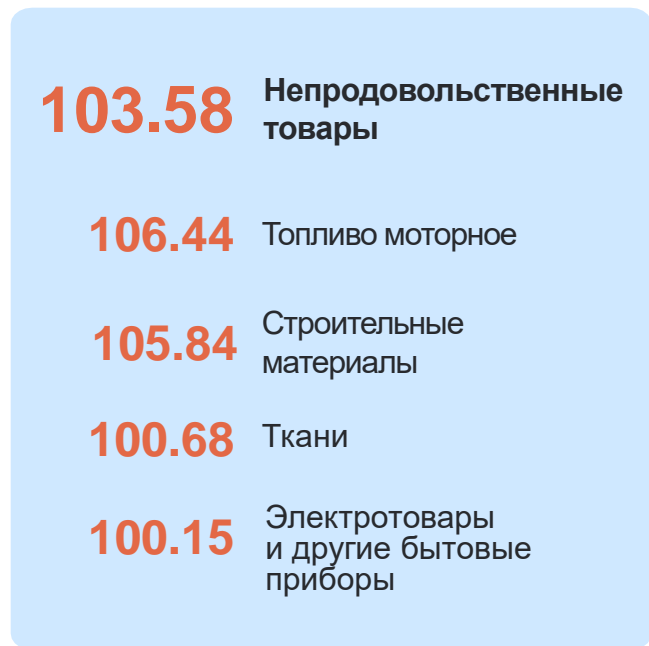 103.58 Непродовольственные
товары
106.44 Топливо моторное
105.84 Строительные
материалы
100.68 Ткани
100.15 Электротовары
и другие бытовые
приборы